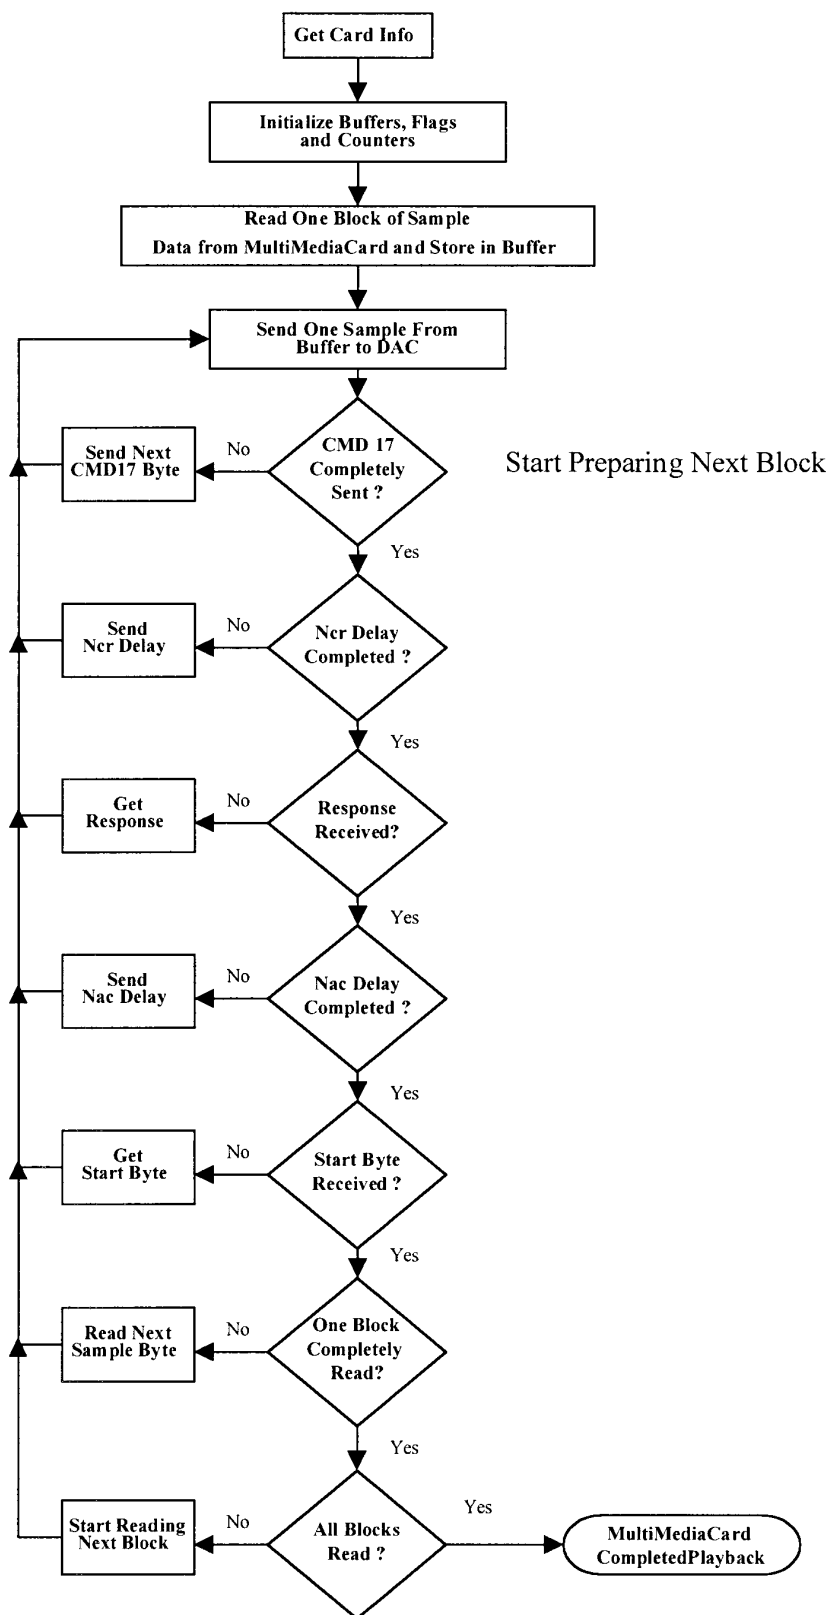 Get Card Info
Initialize Buffers, Flags
and Counters
Read One Block of Sample
Data from MultiMediaCard and Store in Buffer
Send One Sample From
Buffer to DAC
Send Next
CMD17 Byte
No
CMD 17
Completely
Sent ?
Start Preparing Next Block
Yes
Send
Ncr Delay
No
Ncr Delay
Completed ?
Yes
Get
Response
No
Response
Received?
Yes
Send
Nac Delay
No
Nac Delay
Completed ?
Yes
Get
Start Byte
No
Start Byte
Received ?
Yes
Read Next
Sample Byte
No
One Block
Completely
Read?
Yes
Start Reading
Next Block
No
All Blocks
Read ?
Yes
MultiMediaCard
CompletedPlayback